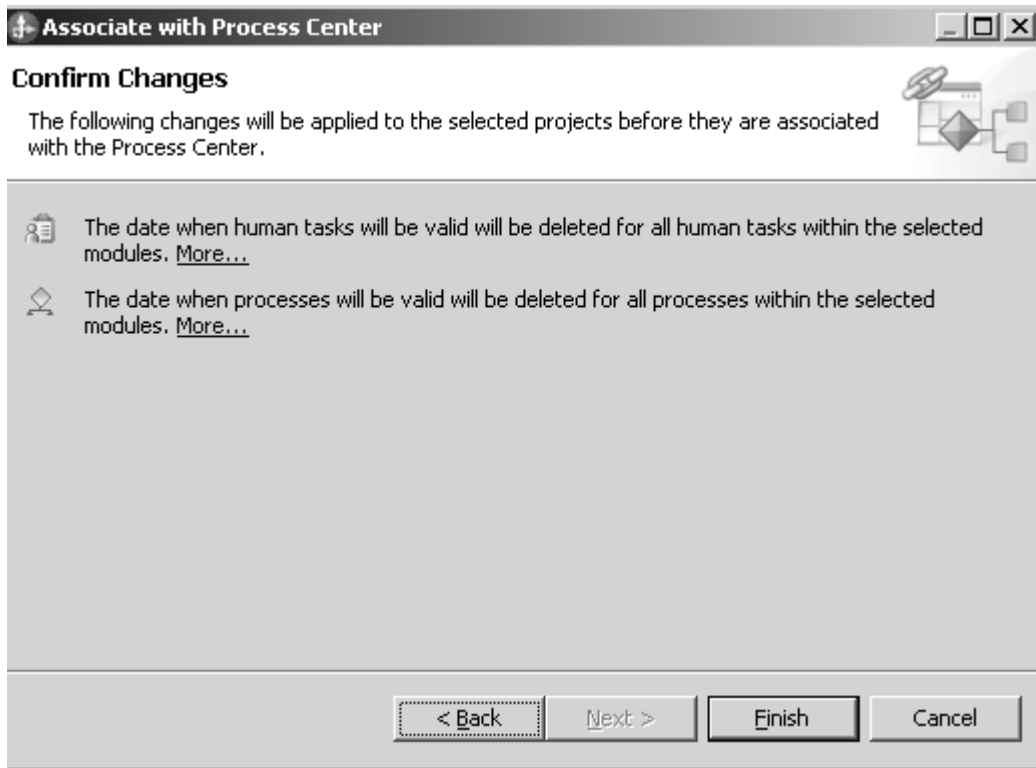 Associate with Process Center
Confirm Changes
The following changes will be applied to the selected projects before they are associated
with the Process Center.
The date when human tasks will be valid will be deleted for all human tasks within the selected
modules. More...
The date when processes will be valid will be deleted for all processes within the selected
modules. More...
< Back Next > Finish Cancel